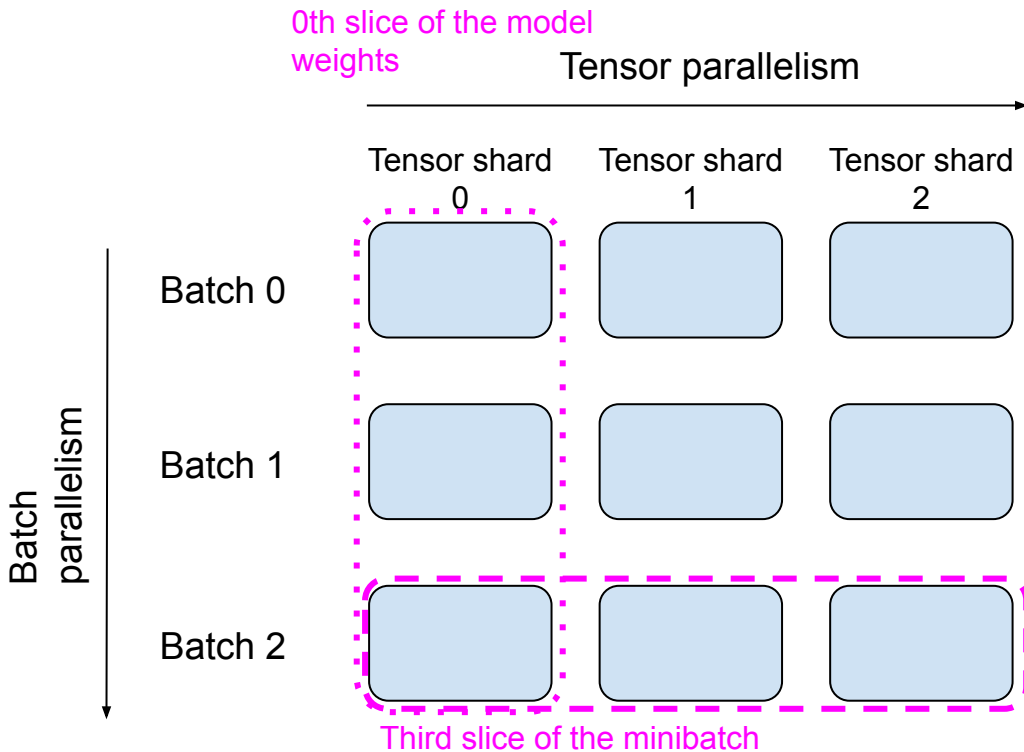 0th slice of the model
weights
Tensor parallelism
Tensor shard
0
Tensor shard
1
Tensor shard
2
Batch
parallelism
Batch 0
Batch 1
Batch 2
Third slice of the minibatch